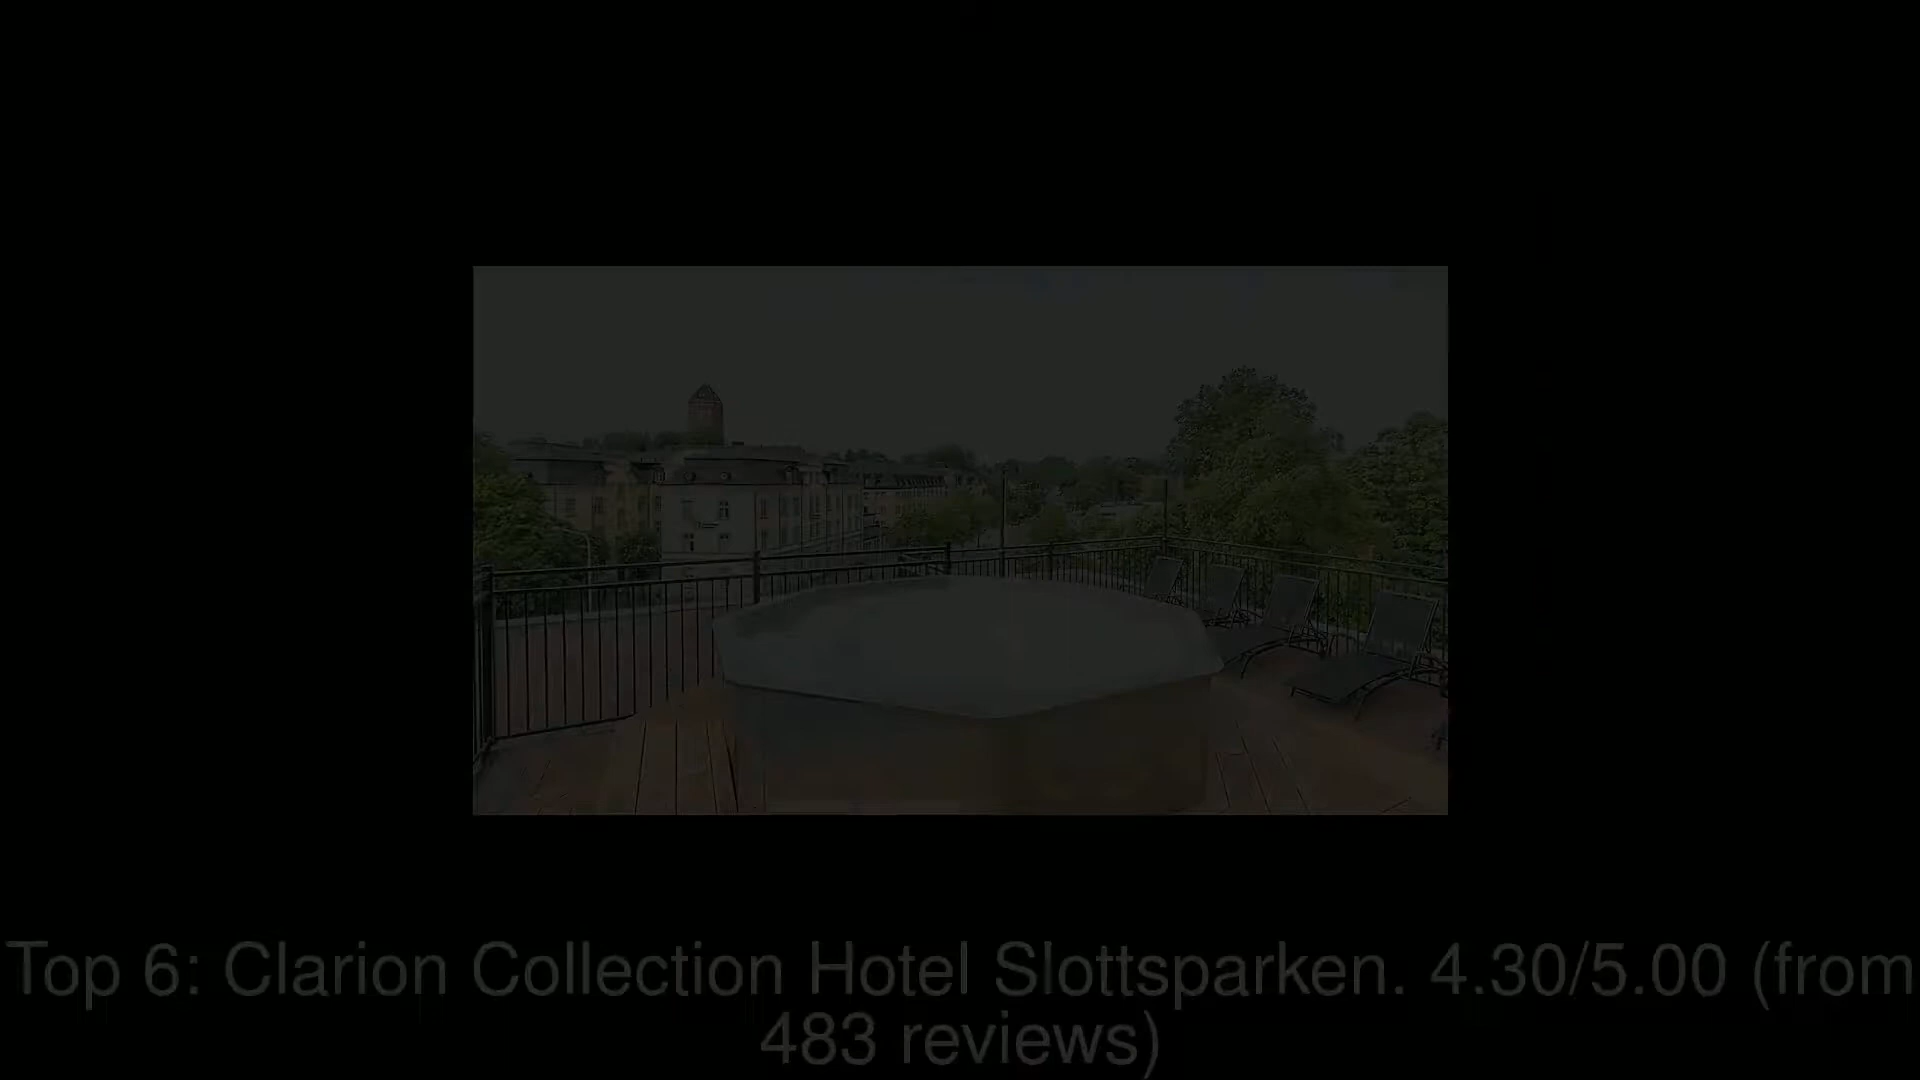 Top 6: Clarion Collection Hotel Slottsparken. 4.30/5.00 (from
483 reviews)